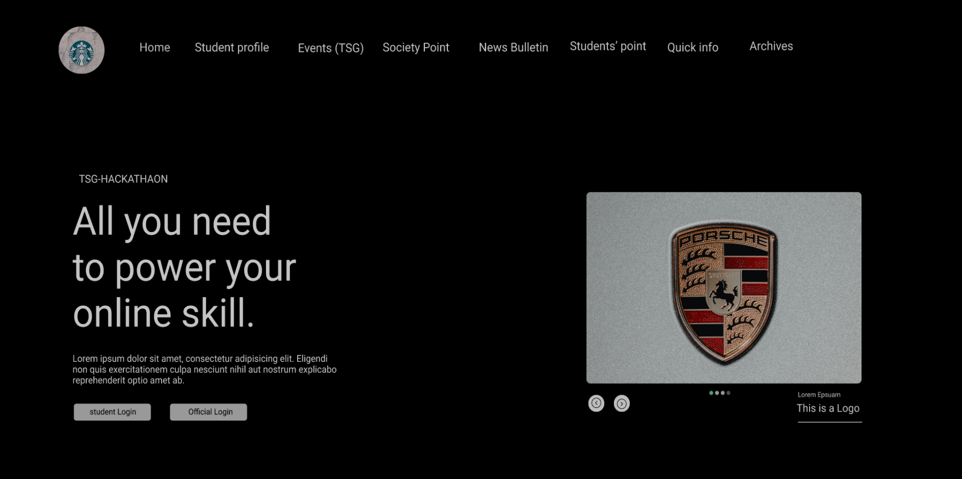 Home Student profile Events (TSG) Society Point News Bulletin Students' point Quick info Archives
TSG-HACKATHAON
All you need
to power your
online skill.
Lorem ipsum dolor sit amet, consectetur adipisicing elit. Eligendi
non quis exercitationem culpa nesciunt nihil aut nostrum explicabo
reprehenderit optio amet ab.
student Login Official Login
PORSCHE
Lorem Epsuam
This is a Logo